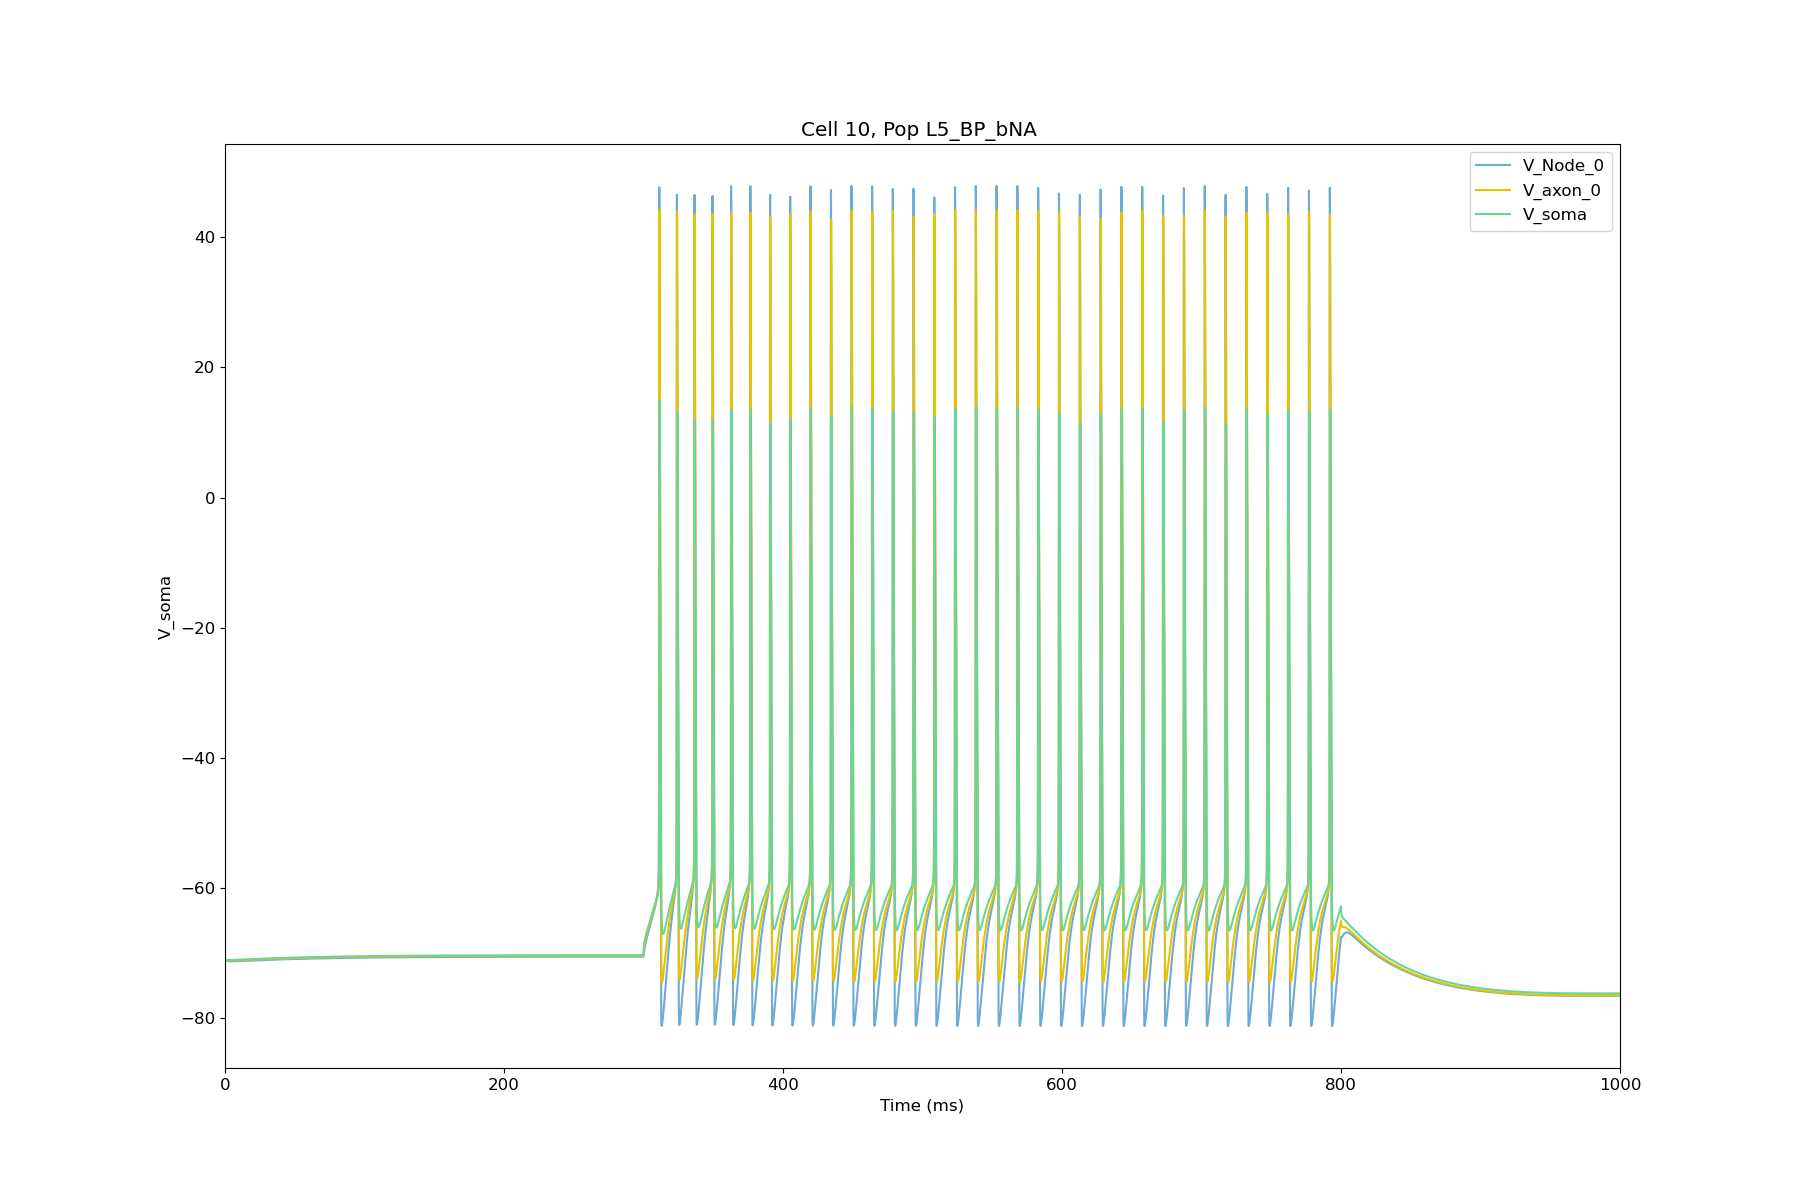 Cell 10, Pop L5_BP_bNA
V_Node_0
V_axon_0
V_soma
40
20
0
−20
−40
−60
−80
V_soma
0 200 400 600 800 1000
Time (ms)